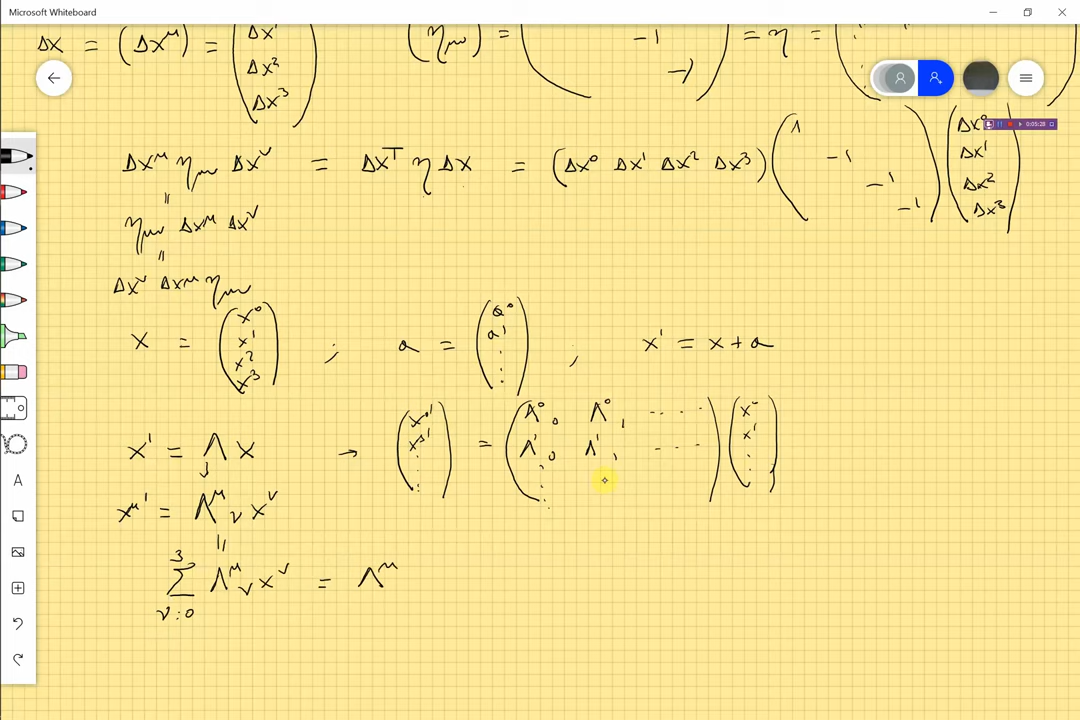 Microsoft Whiteboard
Δx = (Δx^μ) = (Δx^1 Δx^2 Δx^3) (η_μν) = ( -1 -1 ) = η =
0:05:28
Δx^μ η_μν Δx^ν = Δx^T η Δx = (Δx^0 Δx^1 Δx^2 Δx^3) (1 -1 -1 -1) (Δx^0 Δx^1 Δx^2 Δx^3)
=
η_μν Δx^μ Δx^ν
=
Δx^ν Δx^μ η_μν
x = (x^0 x^1 x^2 x^3) ; a = (a^0 a^1 ⋮) ; x' = x + a
x' = Λ x → (x^0' x^1' ⋮) = (Λ^0_0 Λ^0_1 ····· Λ^1_0 Λ^1_1 ··· ⋮) (x^0 x^1 ⋮)
x^μ' = Λ^μ_ν x^ν
=
3 ∑ ν:0 Λ^μ_ν x^ν = Λ^μ
A